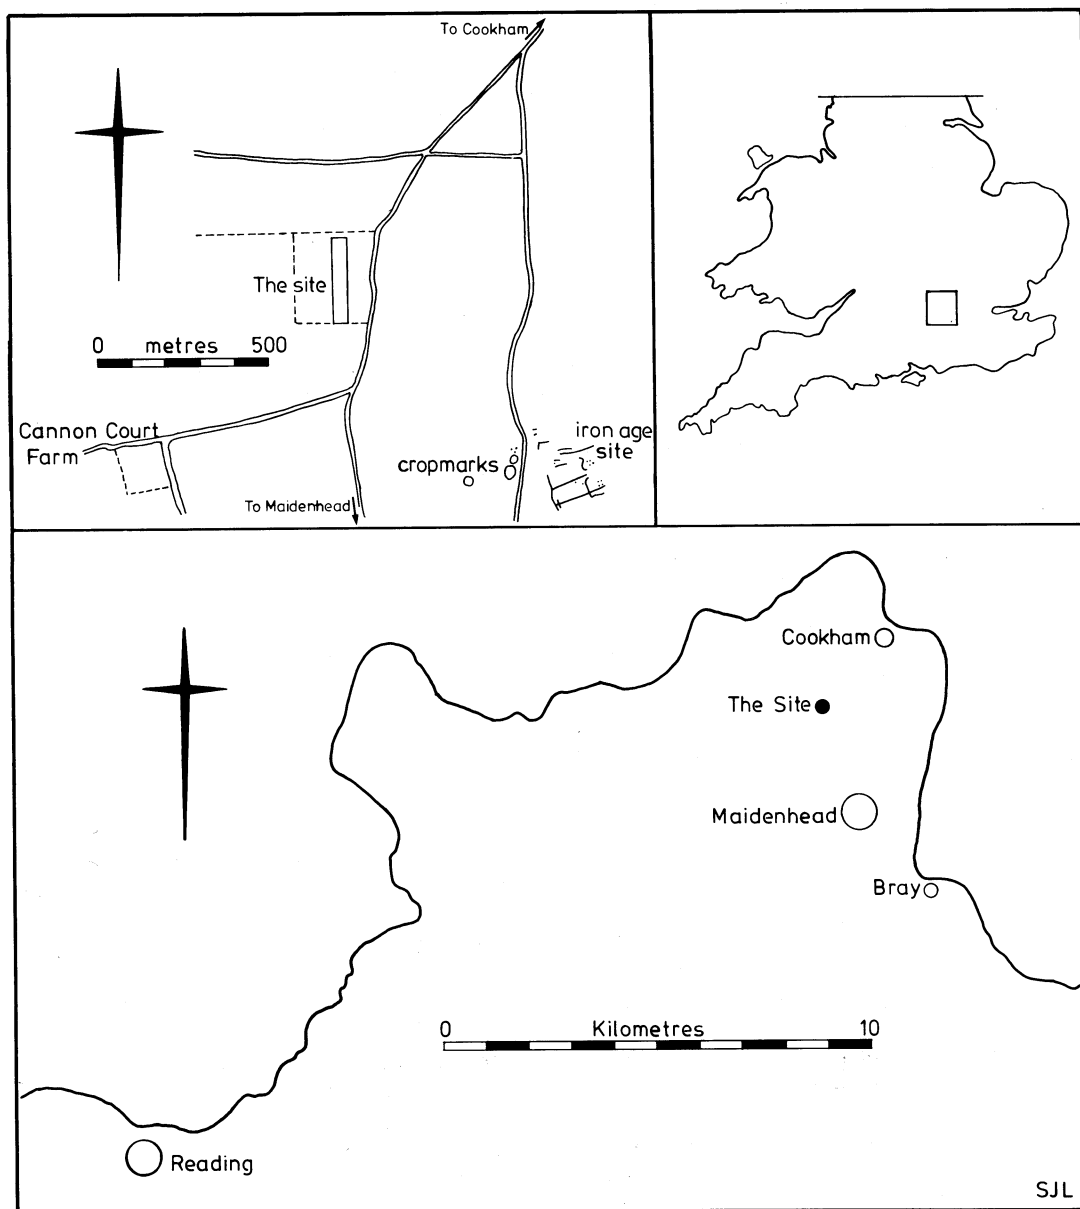 To Cookham
The site
0 metres 500
Cannon Court
Farm
cropmarks
iron age
site
To Maidenhead
Cookham
The Site
Maidenhead
Bray
0 Kilometres 10
Reading
SJL